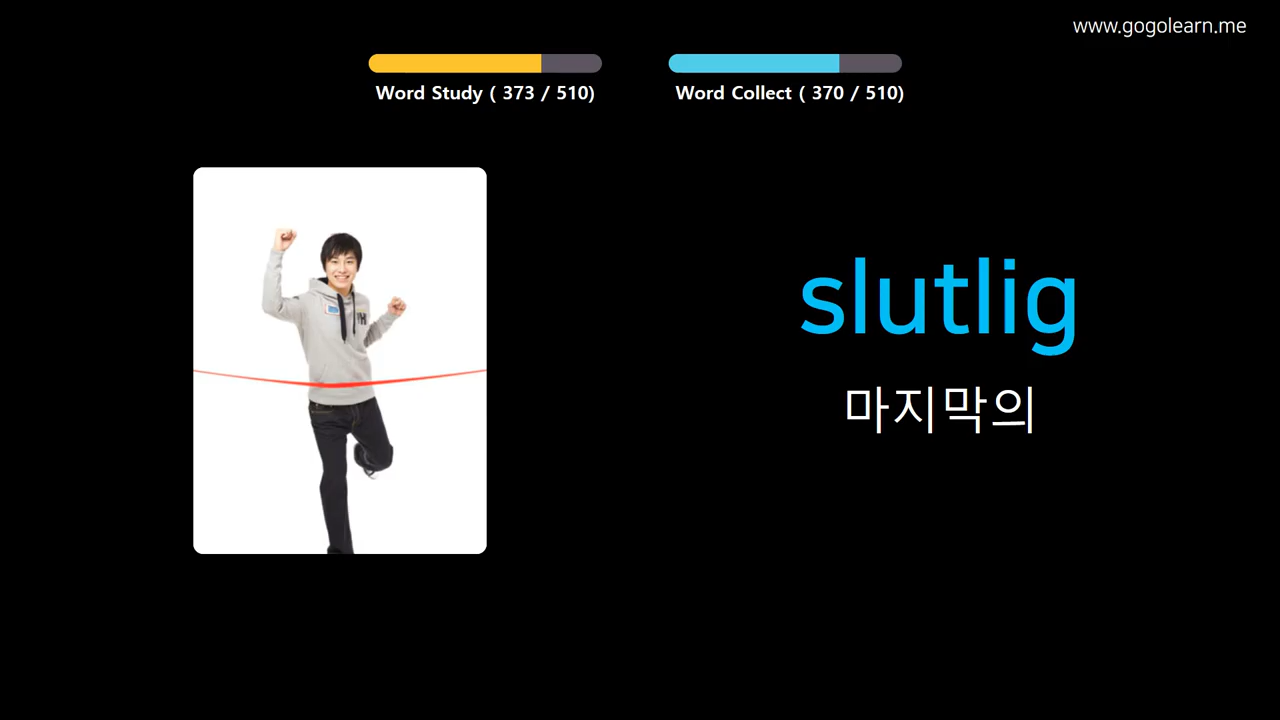 www.gogolearn.me
Word Study ( 373 / 510)
Word Collect ( 370 / 510)
slutlig
마지막의